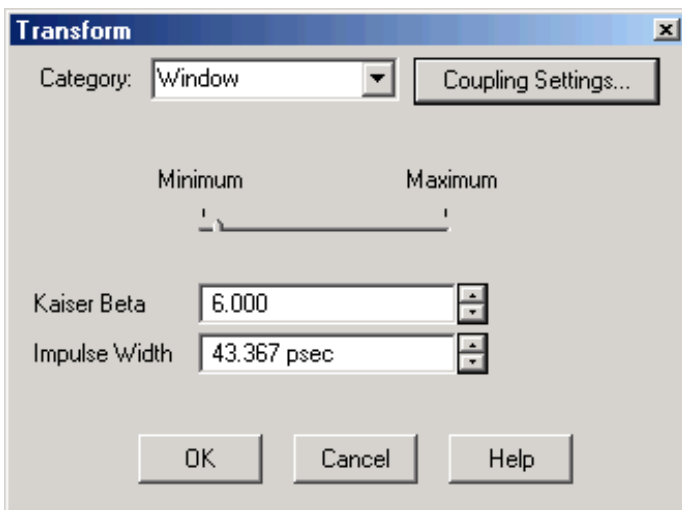 Transform
Category: Window Coupling Settings...
Minimum Maximum
Kaiser Beta 6.000
Impulse Width 43.367 psec
OK Cancel Help